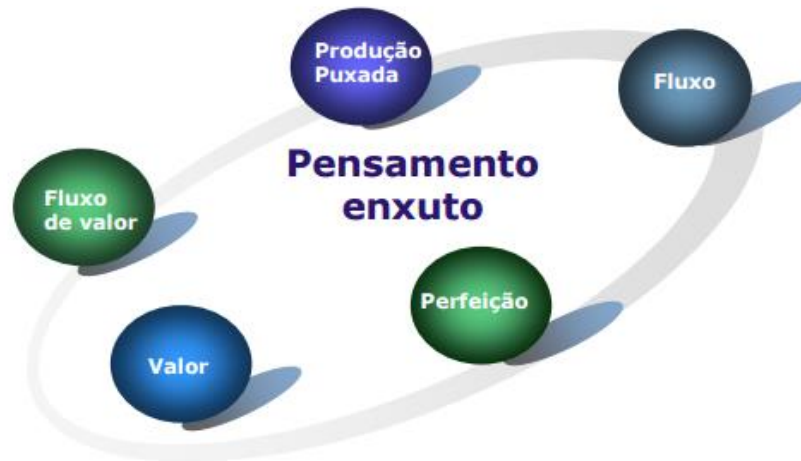 Produção
Puxada
Fluxo
Pensamento
enxuto
Fluxo
de valor
Perfeição
Valor